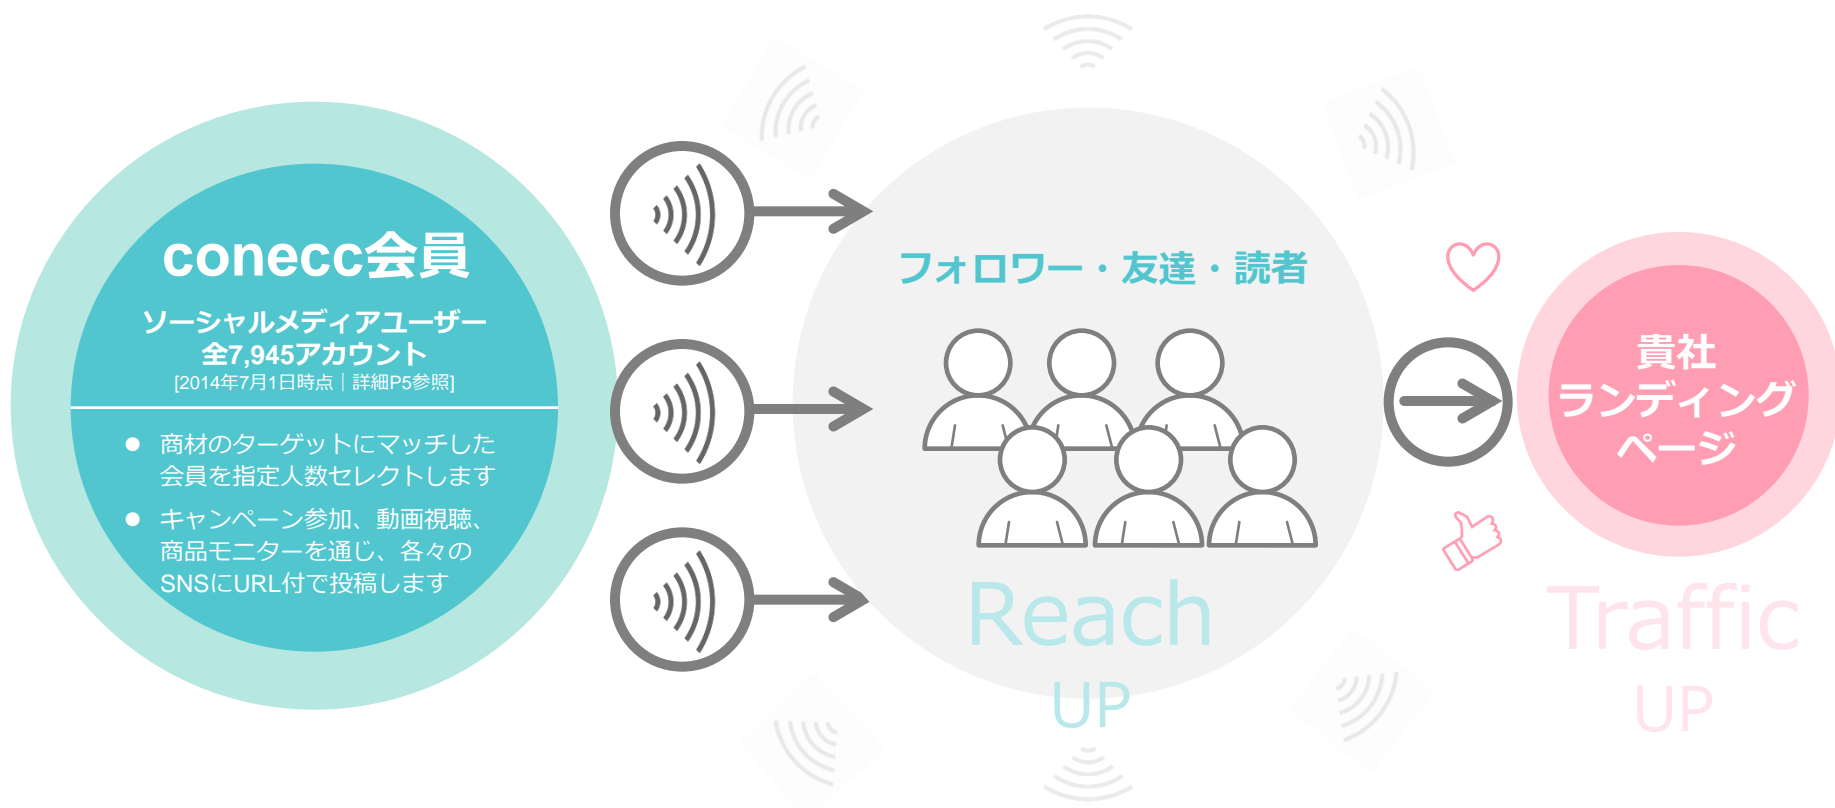 conecc会員
ソーシャルメディアユーザー
全7,945アカウント
[2014年7月1日時点｜詳細P5参照]
● 商材のターゲットにマッチした
会員を指定人数セレクトします
● キャンペーン参加、動画視聴、
商品モニターを通じ、各々の
SNSにURL付で投稿します
フォロワー・友達・読者
Reach
UP
貴社
ランディング
ページ
Traffic
UP